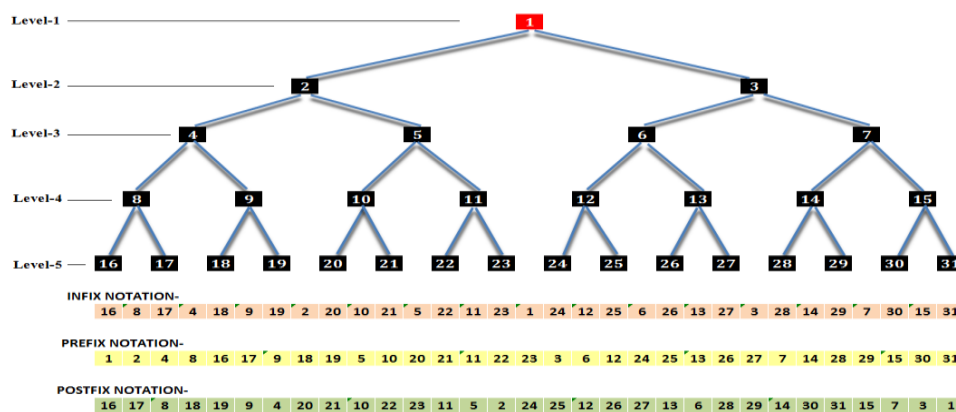 Level-1 1
Level-2 2 3
Level-3 4 5 6 7
Level-4 8 9 10 11 12 13 14 15
Level-5 16 17 18 19 20 21 22 23 24 25 26 27 28 29 30 31
INFIX NOTATION-
16 8 17 4 18 9 19 2 20 10 21 5 22 11 23 1 24 12 25 6 26 13 27 3 28 14 29 7 30 15 31
PREFIX NOTATION-
1 2 4 8 16 17 9 18 19 5 10 20 21 11 22 23 3 6 12 24 25 13 26 27 7 14 28 29 15 30 31
POSTFIX NOTATION-
16 17 8 18 19 9 4 20 21 10 22 23 11 5 2 24 25 12 26 27 13 6 28 29 14 30 31 15 7 3 1